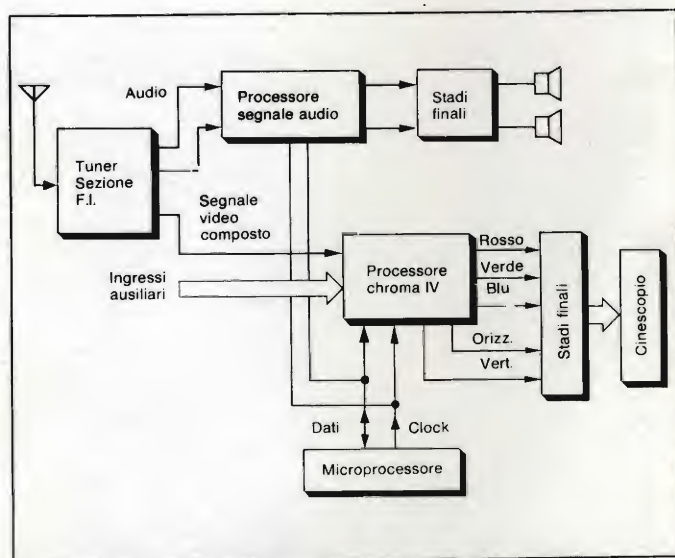 Audio
Processore
segnale audio
Stadi
finali
Tuner
Sezione
F.I.
Segnale
video
composto
Ingressi
ausiliari
Processore
chroma IV
Rosso
Verde
Blu
Orizz.
Vert.
Stadi finali
Cinescopio
Dati
Clock
Microprocessore